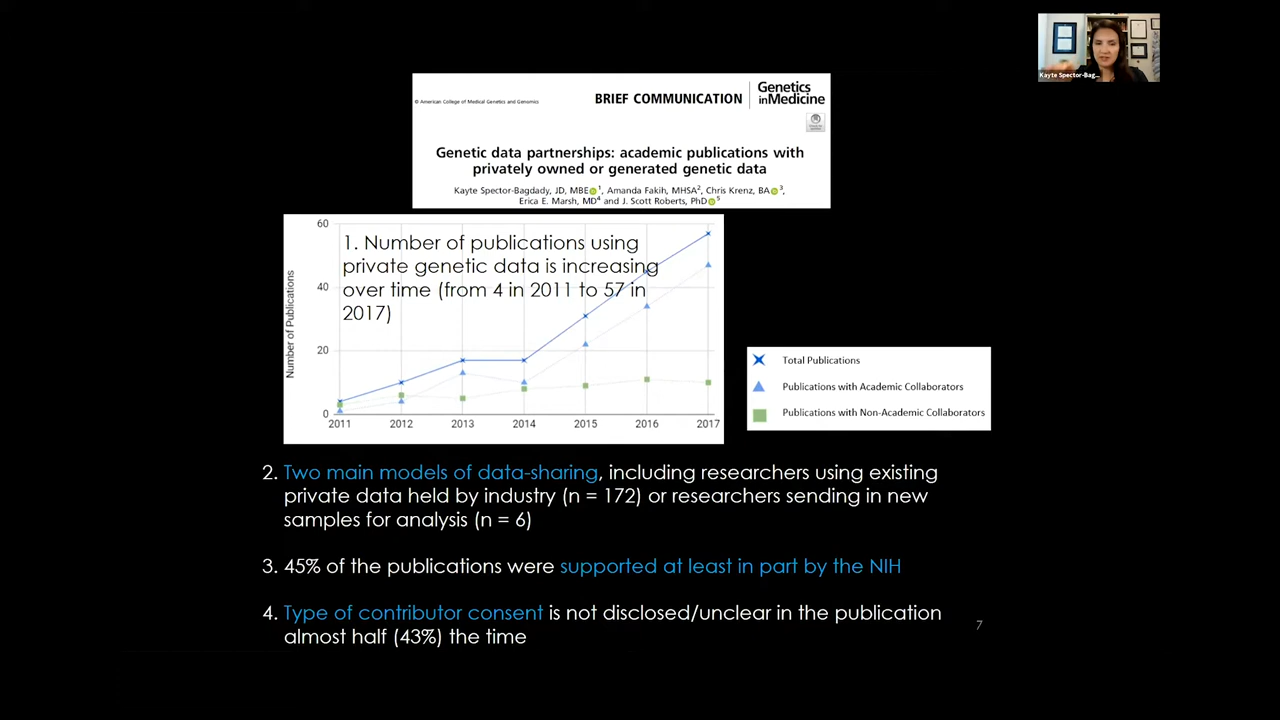 Kayte Spector-Bag...
© American College of Medical Genetics and Genomics
BRIEF COMMUNICATION
Genetics
inMedicine
Genetic data partnerships: academic publications with
privately owned or generated genetic data
Kayte Spector-Bagdady, JD, MBE 1, Amanda Fakih, MHSA2, Chris Krenz, BA 3,
Erica E. Marsh, MD4 and J. Scott Roberts, PhD 5
1. Number of publications using
private genetic data is increasing
over time (from 4 in 2011 to 57 in
2017)
Number of Publications
60
40
20
0
2011 2012 2013 2014 2015 2016 2017
Total Publications
Publications with Academic Collaborators
Publications with Non-Academic Collaborators
2. Two main models of data-sharing, including researchers using existing
private data held by industry (n = 172) or researchers sending in new
samples for analysis (n = 6)
3. 45% of the publications were supported at least in part by the NIH
4. Type of contributor consent is not disclosed/unclear in the publication
almost half (43%) the time
7